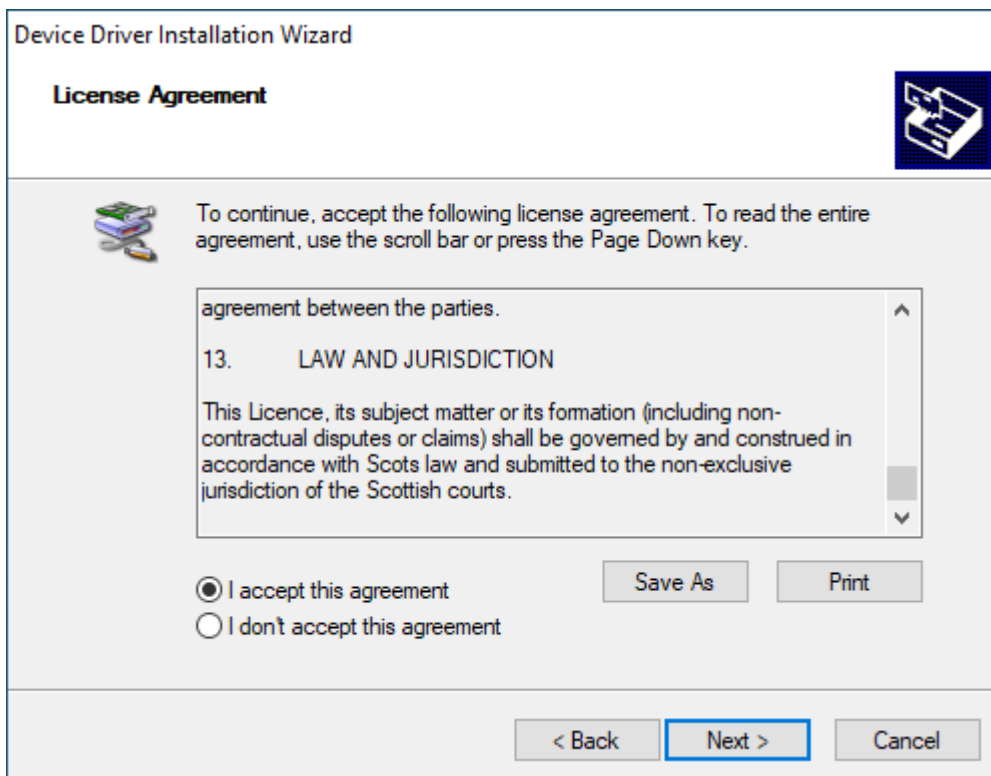 Device Driver Installation Wizard
License Agreement
To continue, accept the following license agreement. To read the entire
agreement, use the scroll bar or press the Page Down key.
agreement between the parties.
13. LAW AND JURISDICTION
This Licence, its subject matter or its formation (including non-
contractual disputes or claims) shall be governed by and construed in
accordance with Scots law and submitted to the non-exclusive
jurisdiction of the Scottish courts.
I accept this agreement
Save As
Print
I don't accept this agreement
< Back
Next >
Cancel